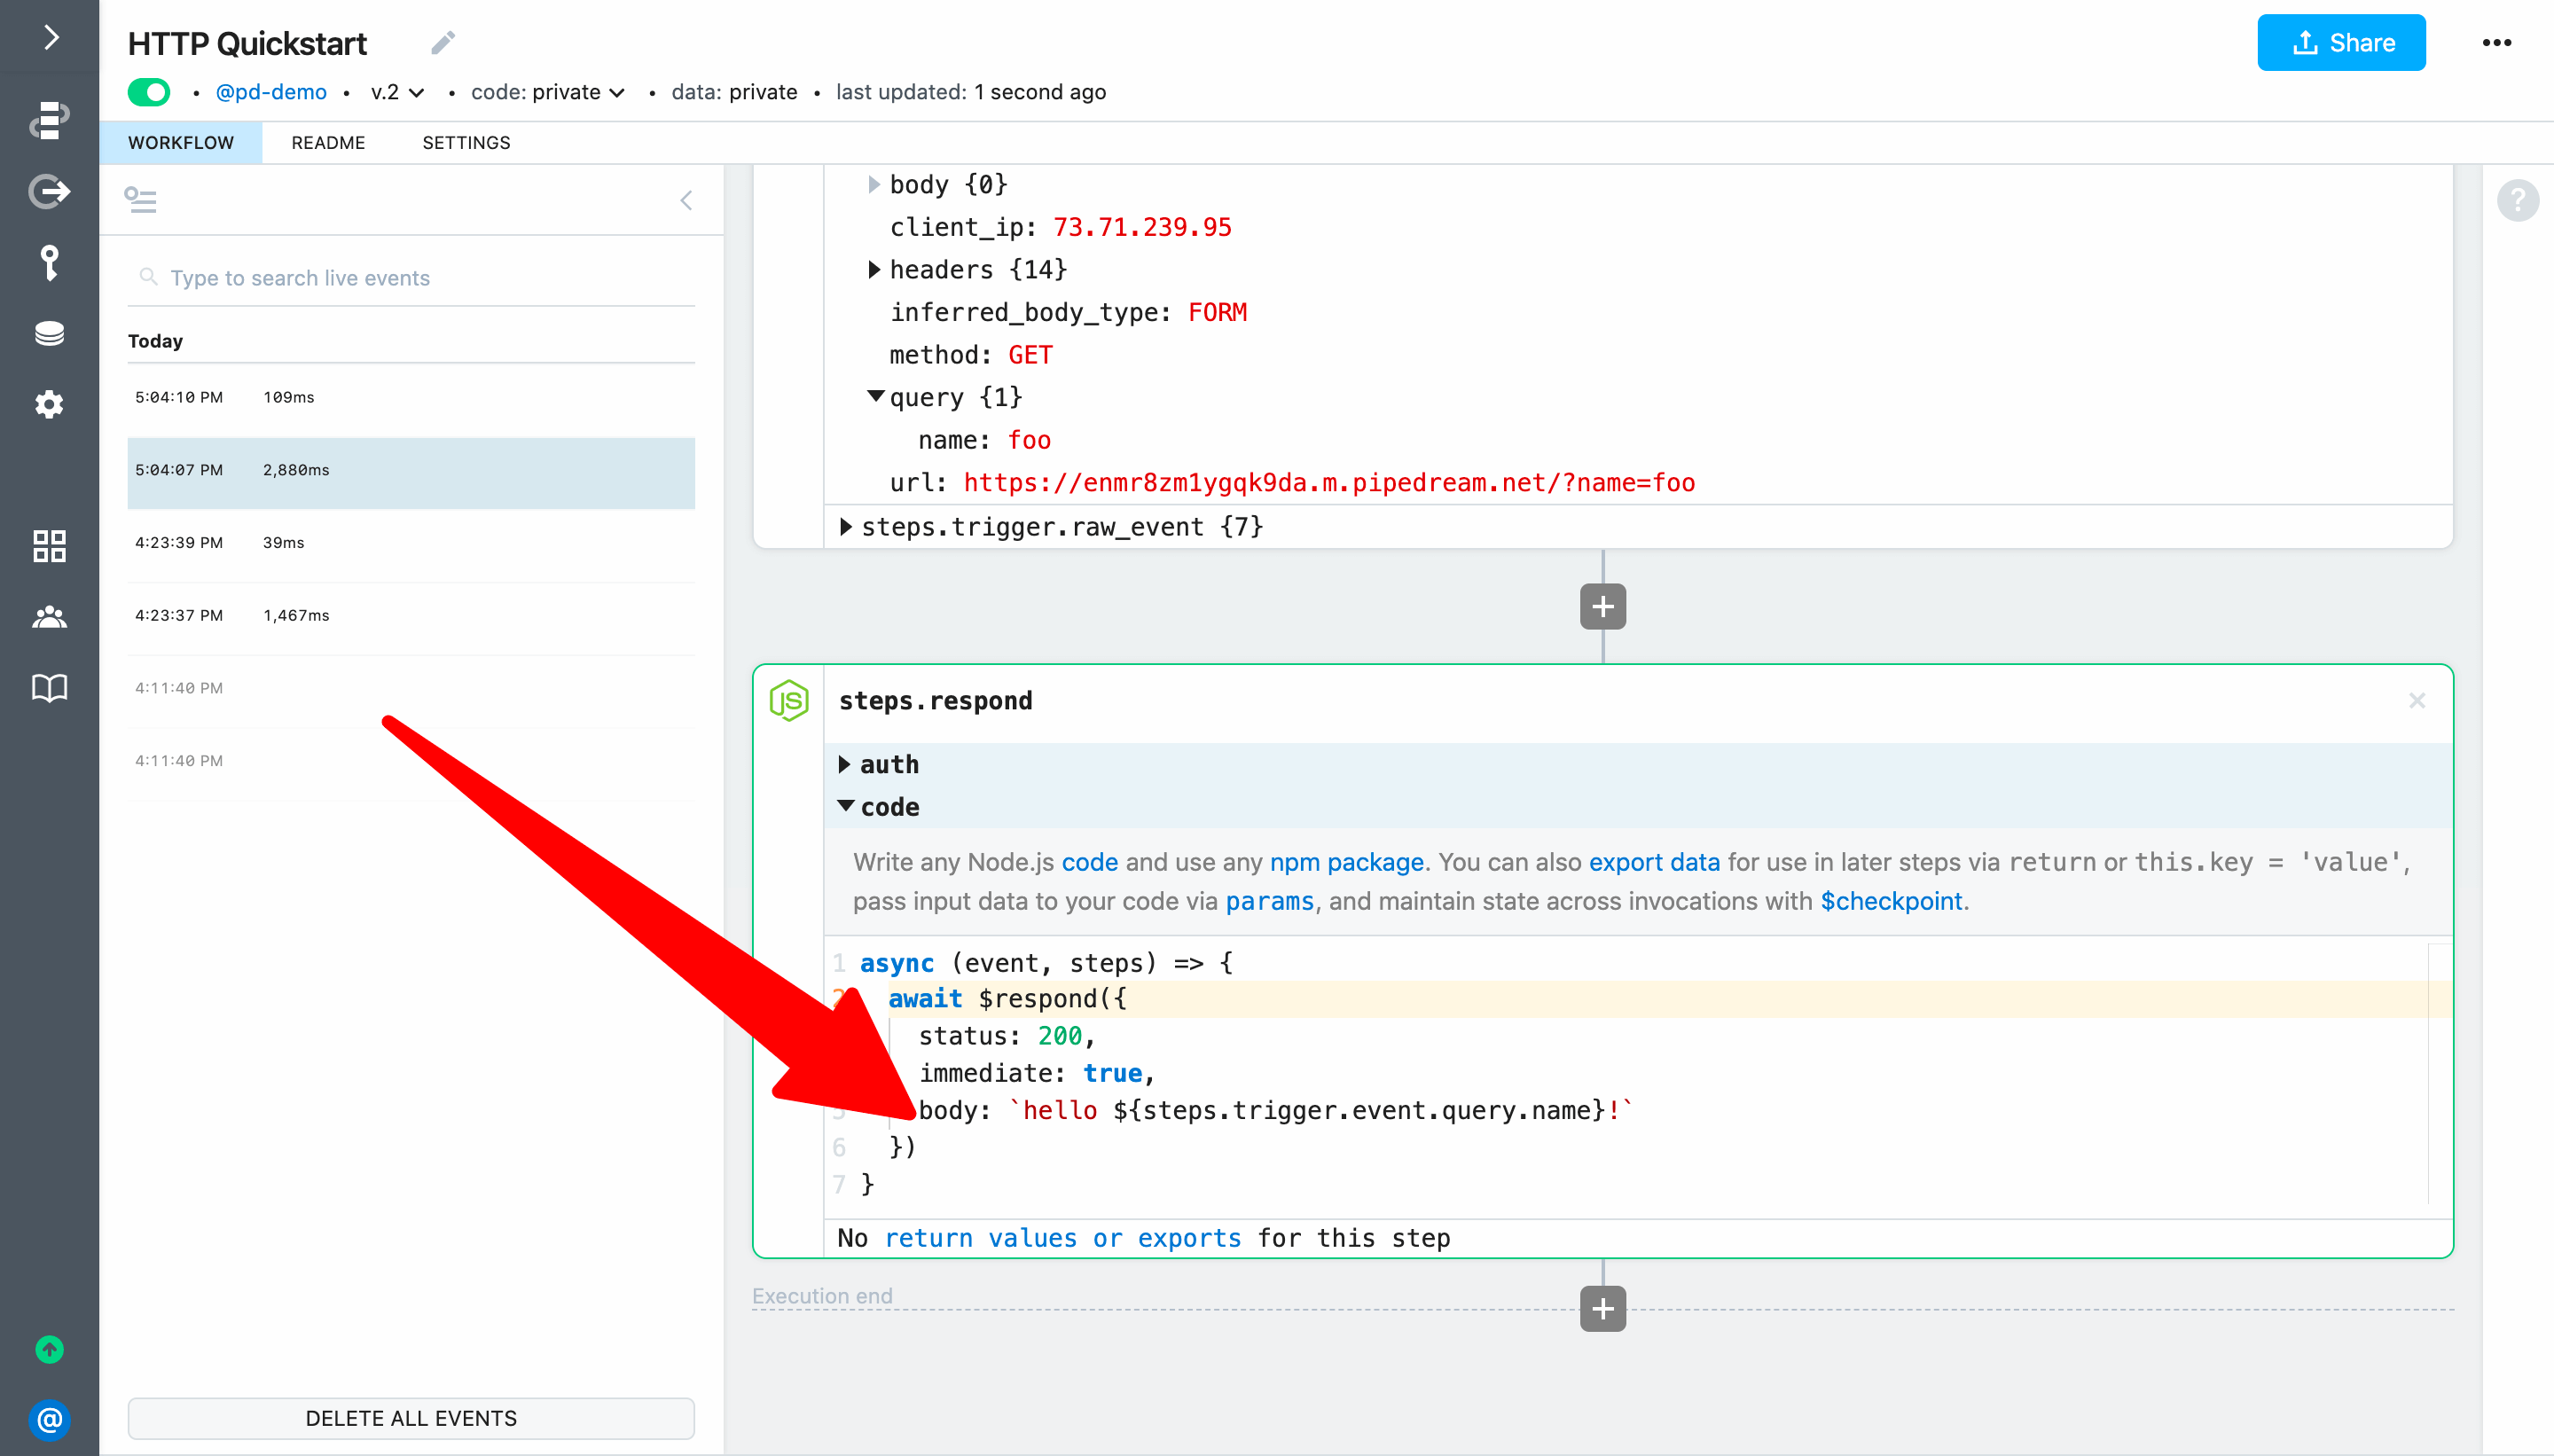 HTTP Quickstart
Share
• @pd-demo • v.2 • code: private • data: private • last updated: 1 second ago
WORKFLOW README SETTINGS
Type to search live events
Today
5:04:10 PM 109ms
5:04:07 PM 2,880ms
4:23:39 PM 39ms
4:23:37 PM 1,467ms
4:11:40 PM
4:11:40 PM
DELETE ALL EVENTS
body {0}
client_ip: 73.71.239.95
headers {14}
inferred_body_type: FORM
method: GET
query {1}
name: foo
url: https://enmr8zm1ygqk9da.m.pipedream.net/?name=foo
steps.trigger.raw_event {7}
steps.respond
auth
code
Write any Node.js code and use any npm package. You can also export data for use in later steps via return or this.key = 'value',
pass input data to your code via params, and maintain state across invocations with $checkpoint.
1 async (event, steps) => {
2 await $respond({
status: 200,
immediate: true,
5 body: `hello ${steps.trigger.event.query.name}!`
6 })
7 }
No return values or exports for this step
Execution end